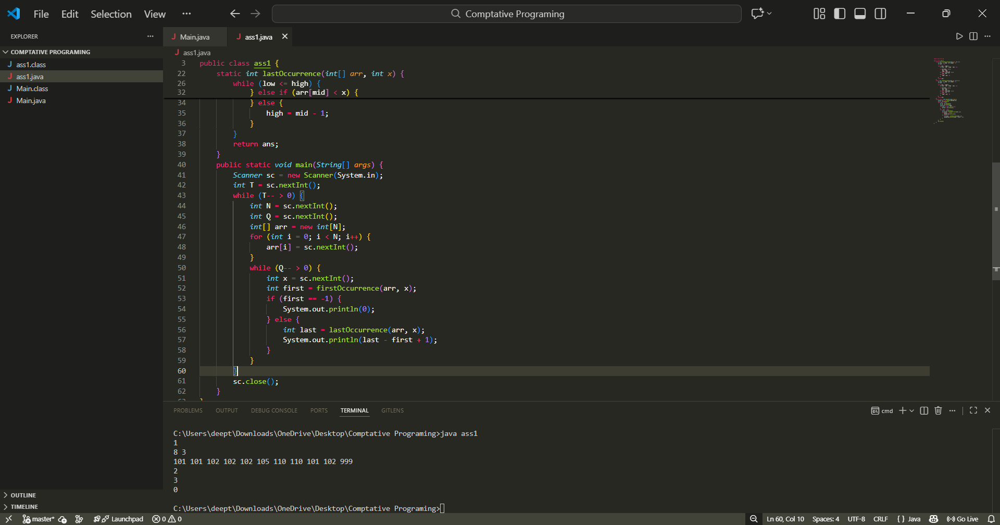 File Edit Selection View ··· Comptative Programing
EXPLORER ···
COMPTATIVE PROGRAMING
J ass1.class
J ass1.java
J Main.class
J Main.java
OUTLINE
TIMELINE
J Main.java J ass1.java
J ass1.java
3 public class ass1 {
22 static int lastOccurrence(int[] arr, int x) {
26 while (low <= high) {
32 } else if (arr[mid] < x) {
34 } else {
35 high = mid - 1;
36 }
37 }
38 return ans;
39 }
40 public static void main(String[] args) {
41 Scanner sc = new Scanner(System.in);
42 int T = sc.nextInt();
43 while (T-- > 0) {
44 int N = sc.nextInt();
45 int Q = sc.nextInt();
46 int[] arr = new int[N];
47 for (int i = 0; i < N; i++) {
48 arr[i] = sc.nextInt();
49 }
50 while (Q-- > 0) {
51 int x = sc.nextInt();
52 int first = firstOccurrence(arr, x);
53 if (first == -1) {
54 System.out.println(0);
55 } else {
56 int last = lastOccurrence(arr, x);
57 System.out.println(last - first + 1);
58 }
59 }
60 }
61 sc.close();
62 }
PROBLEMS OUTPUT DEBUG CONSOLE PORTS TERMINAL GITLENS cmd
C:\Users\deept\Downloads\OneDrive\Desktop\Comptative Programing>java ass1
1
8 3
101 101 102 102 102 105 110 110 101 102 999
2
3
0
C:\Users\deept\Downloads\OneDrive\Desktop\Comptative Programing>
master* Launchpad 0 0 Ln 60, Col 10 Spaces: 4 UTF-8 CRLF { } Java Go Live